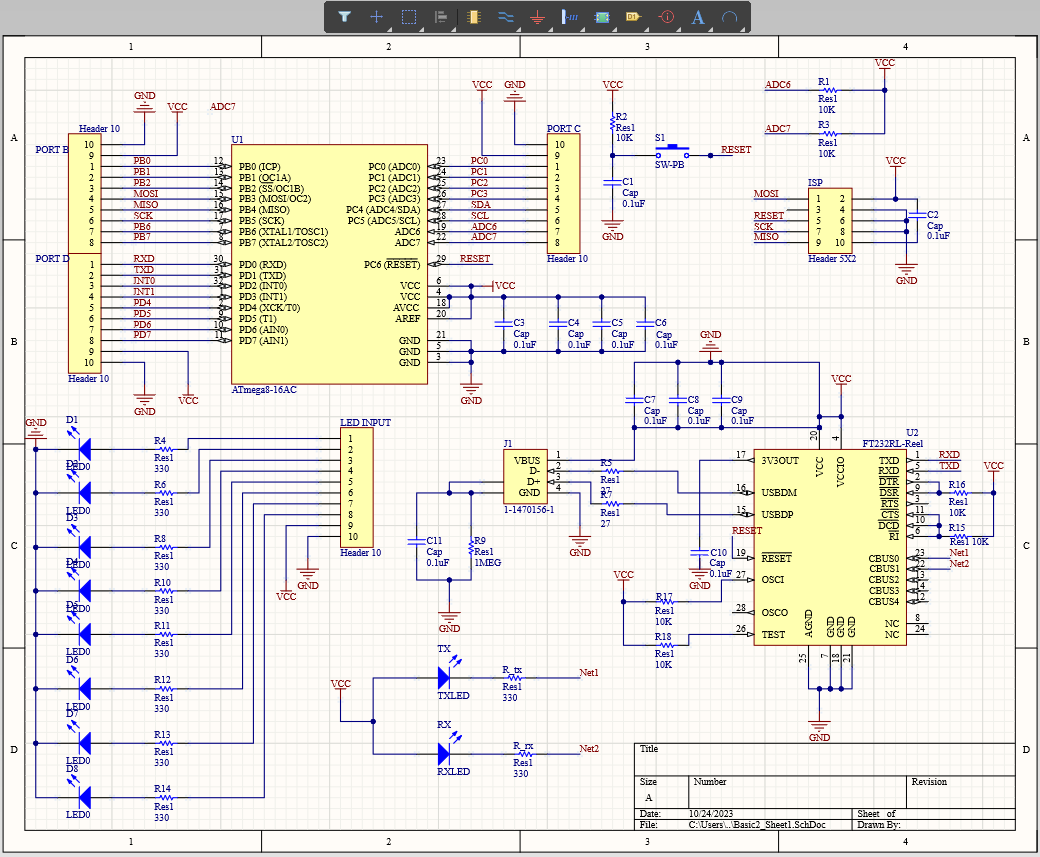 1 2 3 4
A
B
C
D
GND
VCC
ADC7
Header 10
PORT B
10
9
1 PB0
2 PB1
3 PB2
4 MOSI
5 MISO
6 SCK
7 PB6
8 PB7
PORT D
1 RXD
2 TXD
3 INT0
4 INT1
5 PD4
6 PD5
7 PD6
8 PD7
9
10
Header 10
GND
VCC
U1
12 PB0 (ICP)
13 PB1 (OC1A)
14 PB2 (SS/OC1B)
15 PB3 (MOSI/OC2)
16 PB4 (MISO)
17 PB5 (SCK)
7 PB6 (XTAL1/TOSC1)
8 PB7 (XTAL2/TOSC2)
30 PD0 (RXD)
31 PD1 (TXD)
32 PD2 (INT0)
PD3 (INT1)
PD4 (XCK/T0)
9 PD5 (T1)
10 PD6 (AIN0)
11 PD7 (AIN1)
PC0 (ADC0) 23 PC0
PC1 (ADC1) 24 PC1
PC2 (ADC2) 25 PC2
PC3 (ADC3) 26 PC3
PC4 (ADC4/SDA) 27 SDA
PC5 (ADC5/SCL) 28 SCL
ADC6 19 ADC6
ADC7 22 ADC7
PC6 (RESET) 29 RESET
VCC 6 VCC
VCC 4
AVCC 18
AREF 20
GND 21
GND 5
GND 3
ATmega8-16AC
GND
VCC
GND
PORT C
10
9
1
2
3
4
5
6
7
8
Header 10
VCC
R2
Res1
10K
S1
SW-PB
RESET
C1
Cap
0.1uF
GND
C3
Cap
0.1uF
C4
Cap
0.1uF
C5
Cap
0.1uF
C6
Cap
0.1uF
VCC
ADC6
R1
Res1
10K
ADC7
R3
Res1
10K
VCC
ISP
MOSI 1 2
3 4
RESET 5 6
SCK 7 8
MISO 9 10
Header 5X2
C2
Cap
0.1uF
GND
GND
C7
Cap
0.1uF
C8
Cap
0.1uF
C9
Cap
0.1uF
VCC
GND
D1
LED0
LED0
D3
LED0
LED0
LED0
D6
LED0
D7
LED0
D8
LED0
R4
Res1
330
R6
Res1
330
R8
Res1
330
R10
Res1
330
R11
Res1
330
R12
Res1
330
R13
Res1
330
R14
Res1
330
LED INPUT
1
2
3
4
5
6
7
8
9
10
Header 10
GND
VCC
J1
VBUS 1
D- 2
D+ 3
GND 4
1-1470156-1
R5
Res1
27
R7
Res1
27
GND
C11
Cap
0.1uF
R9
Res1
1MEG
GND
U2
FT232RL-Reel
20 4
VCC VCCIO
17 3V3OUT
16 USBDM
15 USBDP
RESET
19 RESET
27 OSCI
28 OSCO
26 TEST
TXD 1 RXD
RXD 5 TXD
DTR 2
DSR 9
RTS 3
CTS 11
DCD 10
RI 6
CBUS0 23 Net1
CBUS1 22 Net2
CBUS2 13
CBUS3 14
CBUS4 12
NC 8
NC 24
AGND GND GND GND
25 7 18 21
GND
C10
Cap
0.1uF
GND
VCC
R17
Res1
10K
R18
Res1
10K
VCC
R16
Res1
10K
R15
Res1 10K
VCC
TX
TXLED
R_tx
Res1
330
Net1
RX
RXLED
R_rx
Res1
330
Net2
Title
Size
A
Number
Revision
Date: 10/24/2023 Sheet of
File: C:\Users\..\Basic2_Sheet1.SchDoc Drawn By:
1 2 3 4
A
B
C
D